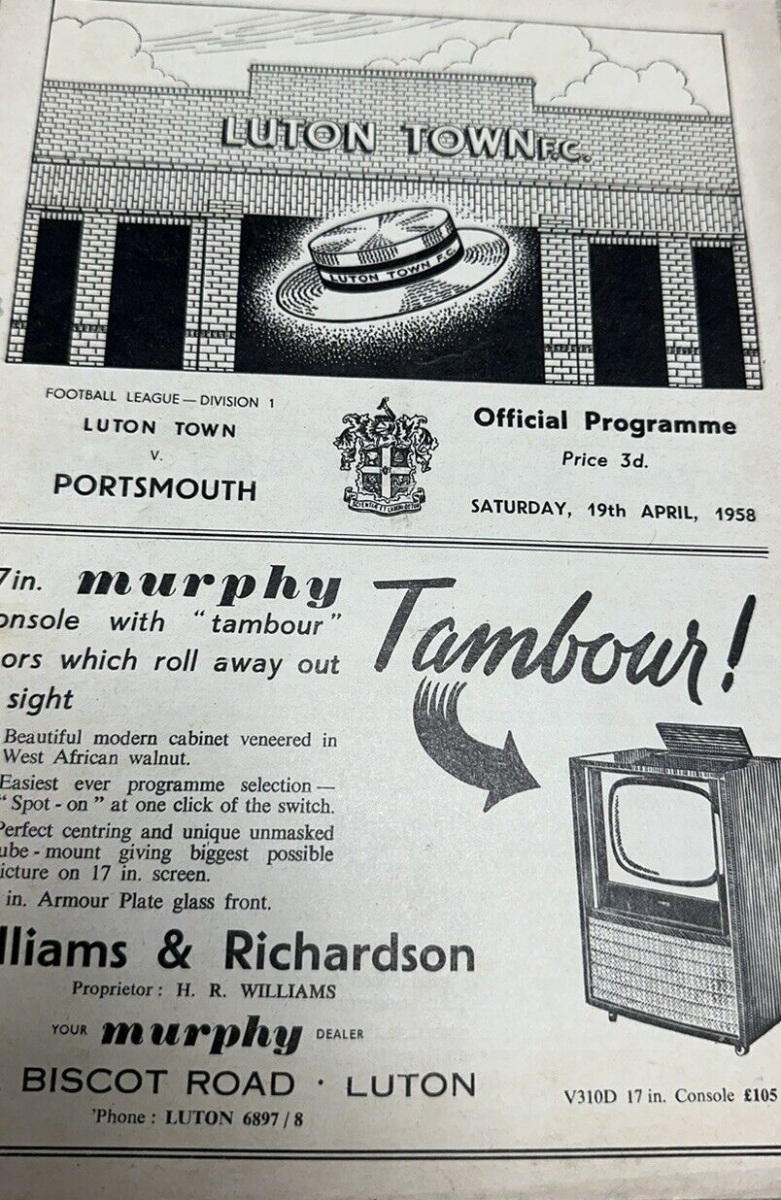 LUTON TOWN F.C.
LUTON TOWN F.C.
FOOTBALL LEAGUE — DIVISION 1
LUTON TOWN
v.
PORTSMOUTH
Official Programme
Price 3d.
SATURDAY, 19th APRIL, 1958
7in. murphy
onsole with "tambour"
ors which roll away out
sight
Beautiful modern cabinet veneered in
West African walnut.
Easiest ever programme selection —
"Spot - on" at one click of the switch.
Perfect centring and unique unmasked
ube - mount giving biggest possible
icture on 17 in. screen.
in. Armour Plate glass front.
Tambour!
lliams & Richardson
Proprietor : H. R. WILLIAMS
YOUR murphy DEALER
BISCOT ROAD · LUTON
'Phone : LUTON 6897 / 8
V310D 17 in. Console £105